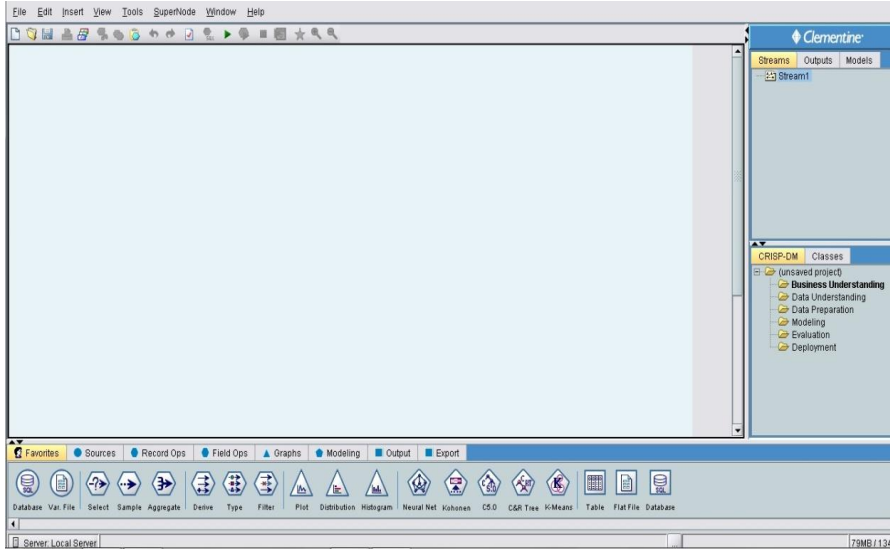 File Edit Insert View Tools SuperNode Window Help
Clementine
Streams Outputs Models
Stream1
CRISP-DM Classes
(unsaved project)
Business Understanding
Data Understanding
Data Preparation
Modeling
Evaluation
Deployment
Favorites Sources Record Ops Field Ops Graphs Modeling Output Export
SQL SQL
Database Var. File Select Sample Aggregate Derive Type Filter Plot Distribution Histogram Neural Net Kohonen C5.0 C&R Tree K-Means Table Flat File Database
Server: Local Server 79MB / 134